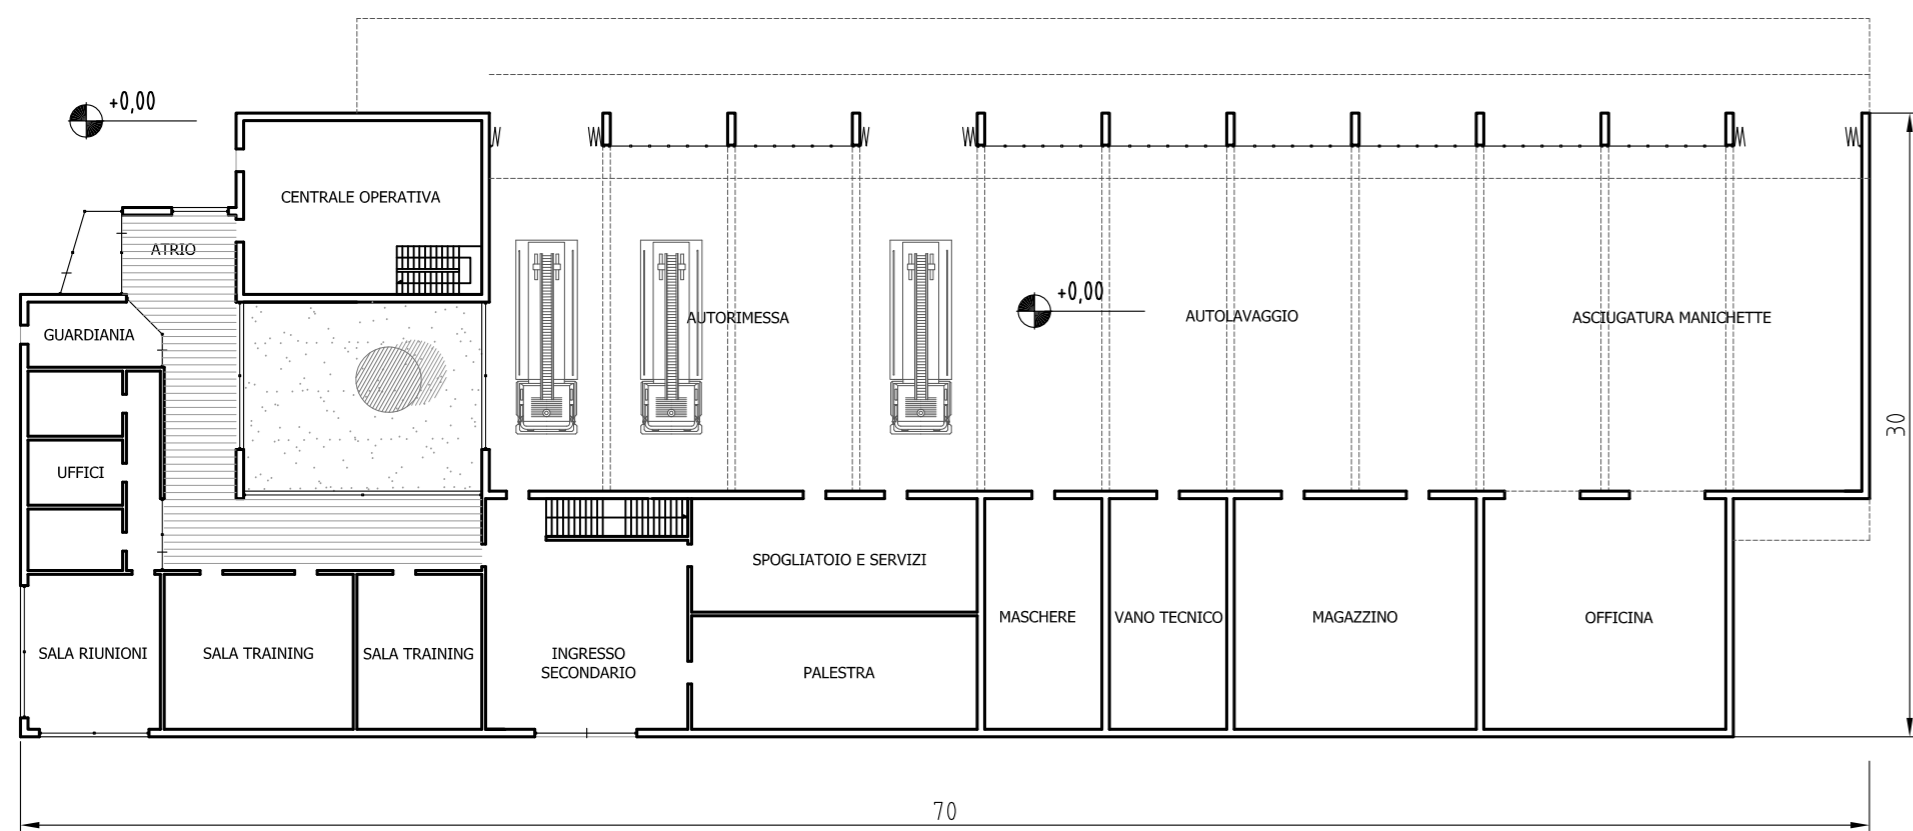 +0,00
CENTRALE OPERATIVA
ATRIO
+0,00
GUARDIANIA
AUTORIMESSA
AUTOLAVAGGIO
ASCIUGATURA MANICHETTE
30
UFFICI
SPOGLIATOIO E SERVIZI
MASCHERE
VANO TECNICO
MAGAZZINO
OFFICINA
SALA RIUNIONI
SALA TRAINING
SALA TRAINING
INGRESSO
SECONDARIO
PALESTRA
70